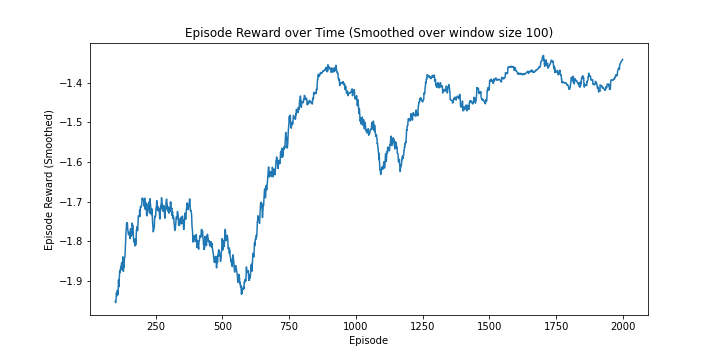 Episode Reward over Time (Smoothed over window size 100)
Episode Reward (Smoothed)
−1.4
−1.5
−1.6
−1.7
−1.8
−1.9
250 500 750 1000 1250 1500 1750 2000
Episode